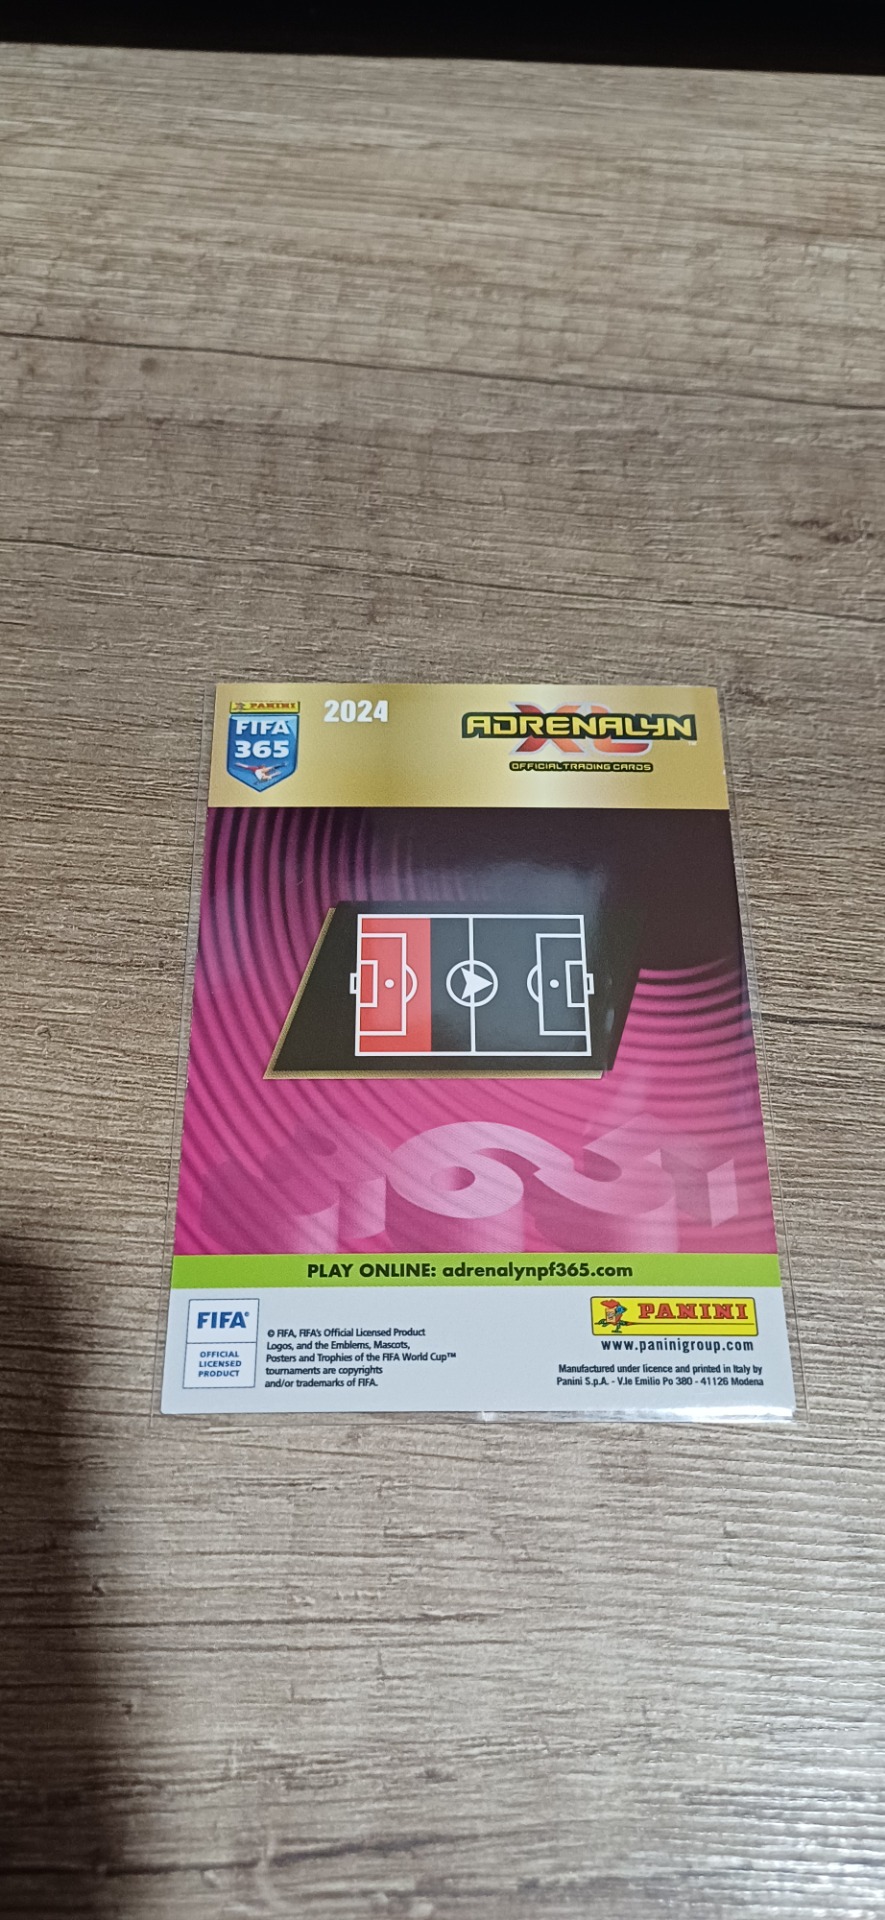 PANINI
FIFA
365
2024
ADRENALYN
XL
™
OFFICIAL TRADING CARDS
365
PLAY ONLINE: adrenalynpf365.com
FIFA®
OFFICIAL
LICENSED
PRODUCT
© FIFA, FIFA's Official Licensed Product
Logos, and the Emblems, Mascots,
Posters and Trophies of the FIFA World Cup™
tournaments are copyrights
and/or trademarks of FIFA.
PANINI
www.paninigroup.com
Manufactured under licence and printed in Italy by
Panini S.p.A. - V.le Emilio Po 380 - 41126 Modena